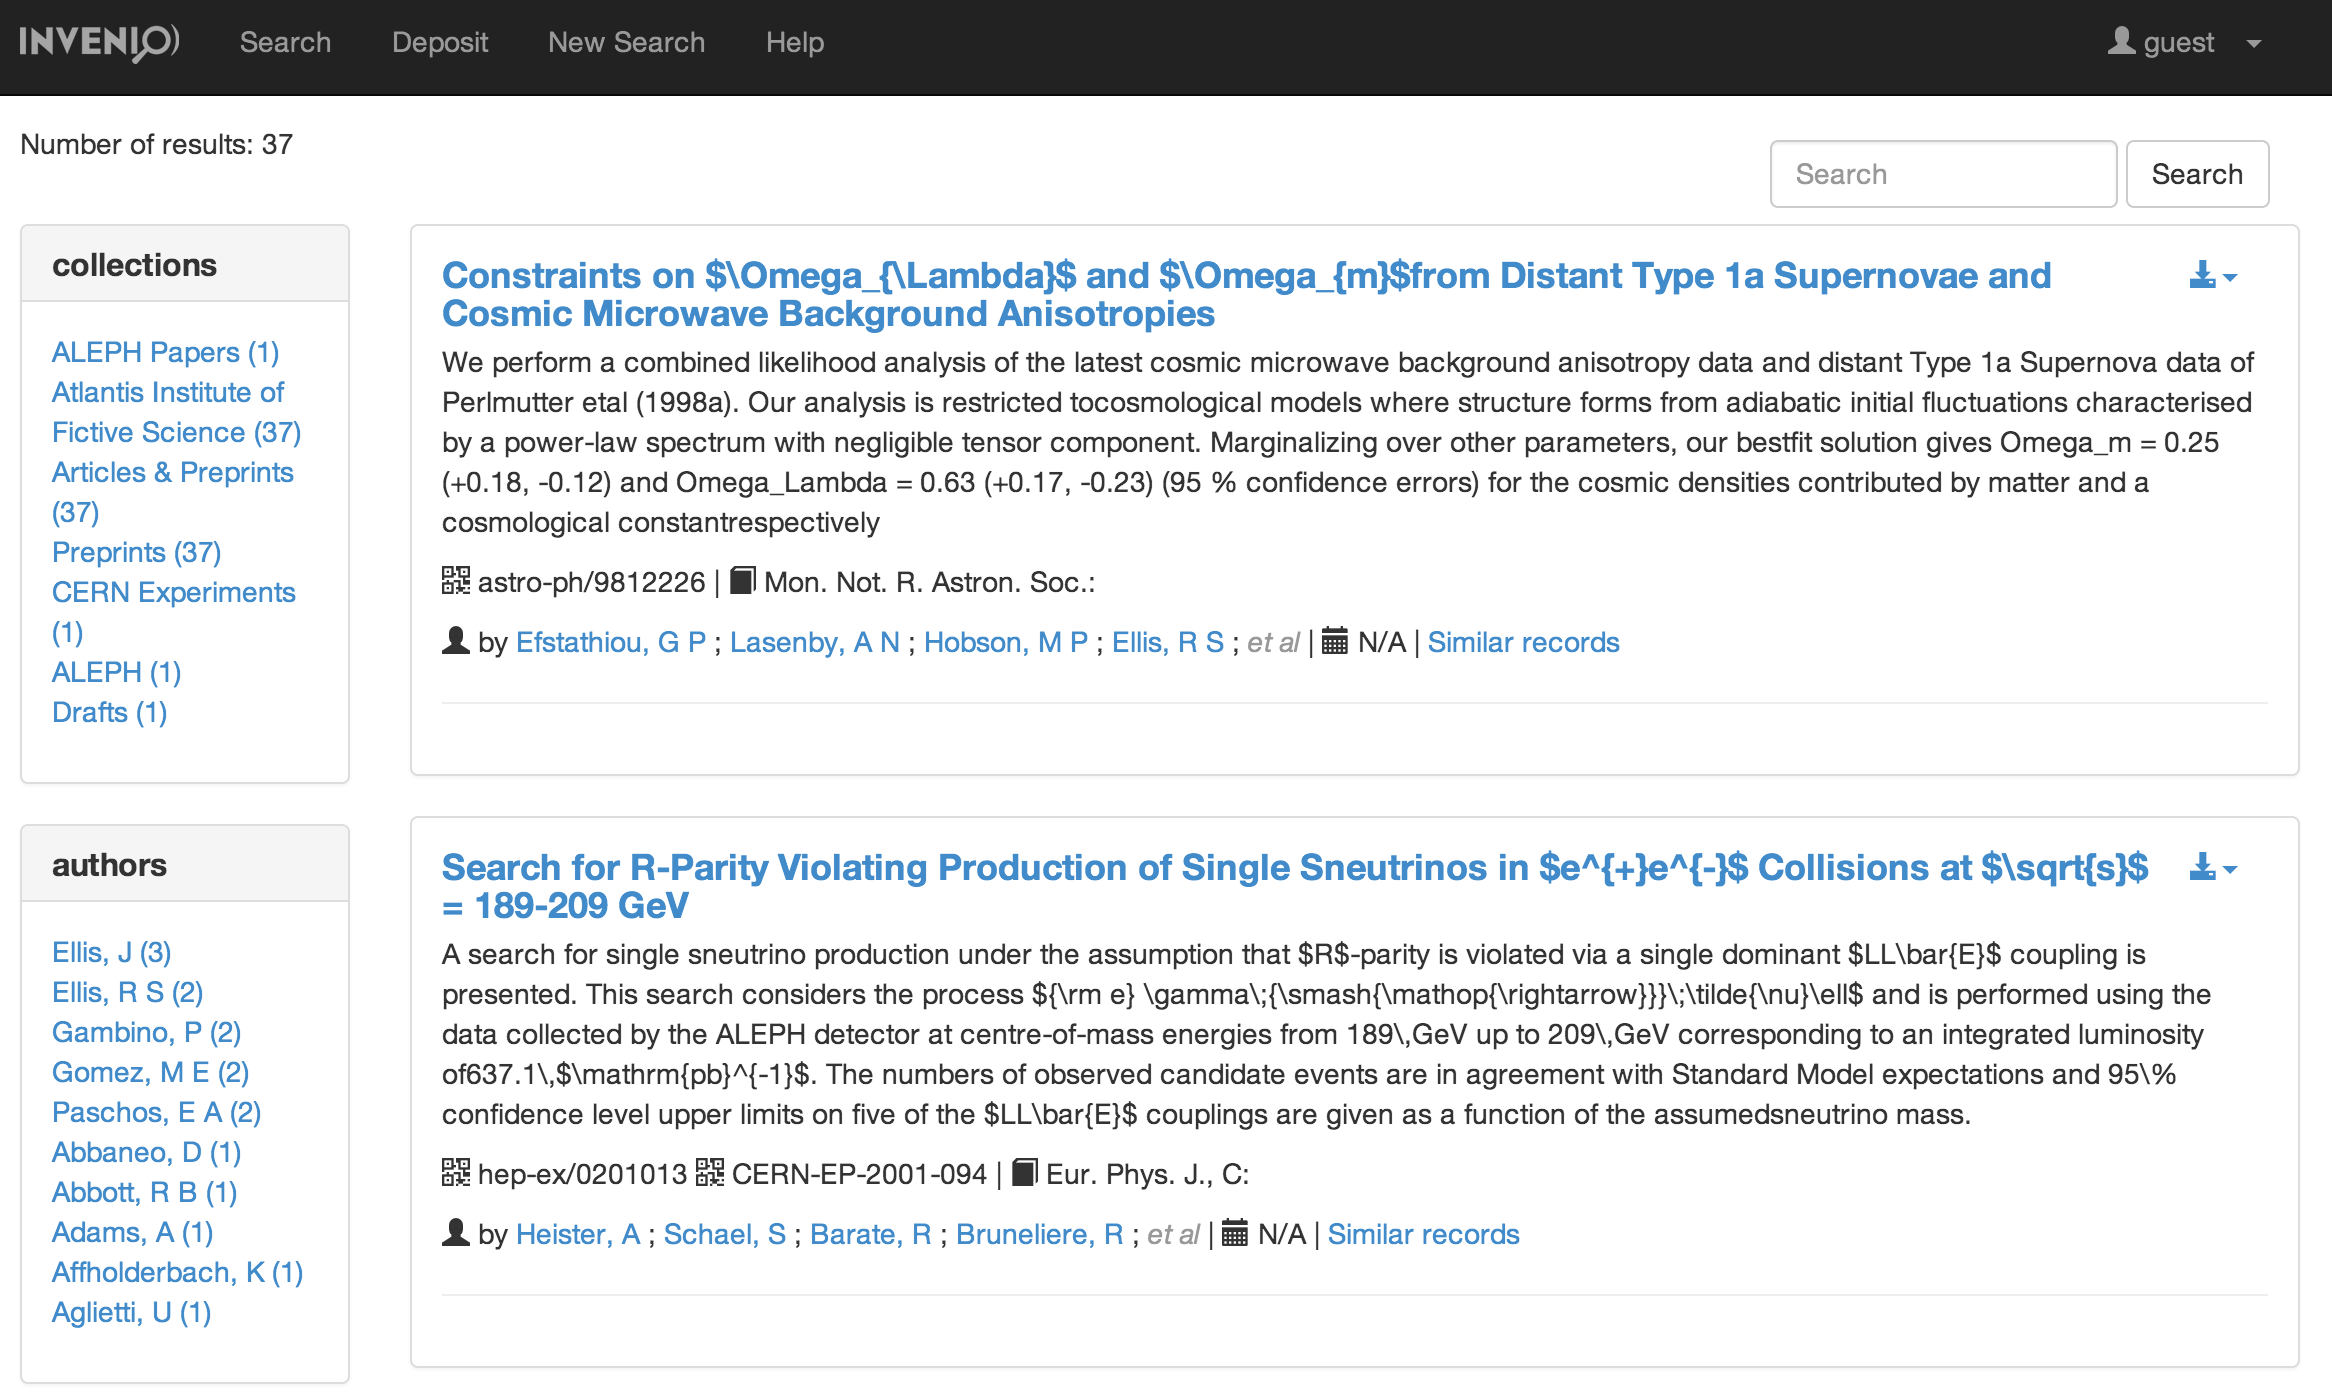 INVENIO Search Deposit New Search Help guest
Number of results: 37
Search Search
collections
ALEPH Papers (1)
Atlantis Institute of
Fictive Science (37)
Articles & Preprints
(37)
Preprints (37)
CERN Experiments
(1)
ALEPH (1)
Drafts (1)
authors
Ellis, J (3)
Ellis, R S (2)
Gambino, P (2)
Gomez, M E (2)
Paschos, E A (2)
Abbaneo, D (1)
Abbott, R B (1)
Adams, A (1)
Affholderbach, K (1)
Aglietti, U (1)
Constraints on $\Omega_{\Lambda}$ and $\Omega_{m}$from Distant Type 1a Supernovae and
Cosmic Microwave Background Anisotropies
We perform a combined likelihood analysis of the latest cosmic microwave background anisotropy data and distant Type 1a Supernova data of
Perlmutter etal (1998a). Our analysis is restricted tocosmological models where structure forms from adiabatic initial fluctuations characterised
by a power-law spectrum with negligible tensor component. Marginalizing over other parameters, our bestfit solution gives Omega_m = 0.25
(+0.18, -0.12) and Omega_Lambda = 0.63 (+0.17, -0.23) (95 % confidence errors) for the cosmic densities contributed by matter and a
cosmological constantrespectively
astro-ph/9812226 | Mon. Not. R. Astron. Soc.:
by Efstathiou, G P ; Lasenby, A N ; Hobson, M P ; Ellis, R S ; et al | N/A | Similar records
Search for R-Parity Violating Production of Single Sneutrinos in $e^{+}e^{-}$ Collisions at $\sqrt{s}$
= 189-209 GeV
A search for single sneutrino production under the assumption that $R$-parity is violated via a single dominant $LL\bar{E}$ coupling is
presented. This search considers the process ${\rm e} \gamma\;{\smash{\mathop{\rightarrow}}}\;\tilde{\nu}\ell$ and is performed using the
data collected by the ALEPH detector at centre-of-mass energies from 189\,GeV up to 209\,GeV corresponding to an integrated luminosity
of637.1\,$\mathrm{pb}^{-1}$. The numbers of observed candidate events are in agreement with Standard Model expectations and 95\%
confidence level upper limits on five of the $LL\bar{E}$ couplings are given as a function of the assumedsneutrino mass.
hep-ex/0201013 CERN-EP-2001-094 | Eur. Phys. J., C:
by Heister, A ; Schael, S ; Barate, R ; Bruneliere, R ; et al | N/A | Similar records